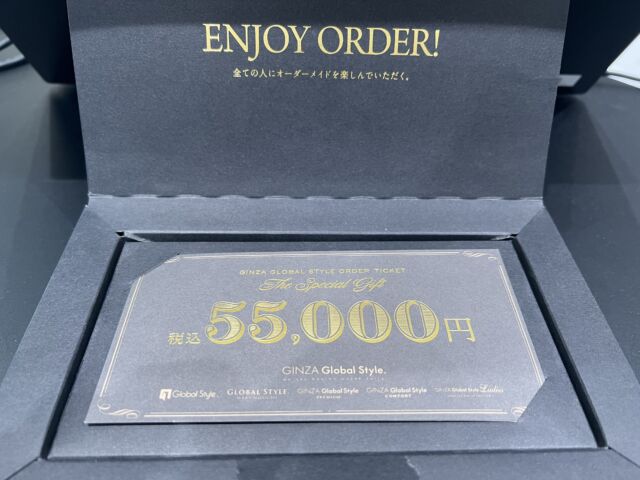 ENJOY ORDER!
全ての人にオーダーメイドを楽しんでいただく。
GINZA GLOBAL STYLE ORDER TICKET
The Special Gift
税込 55,000円
GINZA Global Style.
Global Style. GLOBAL STYLE GINZA Global Style PREMIUM GINZA Global Style COMFORT GINZA Global Style Ladies